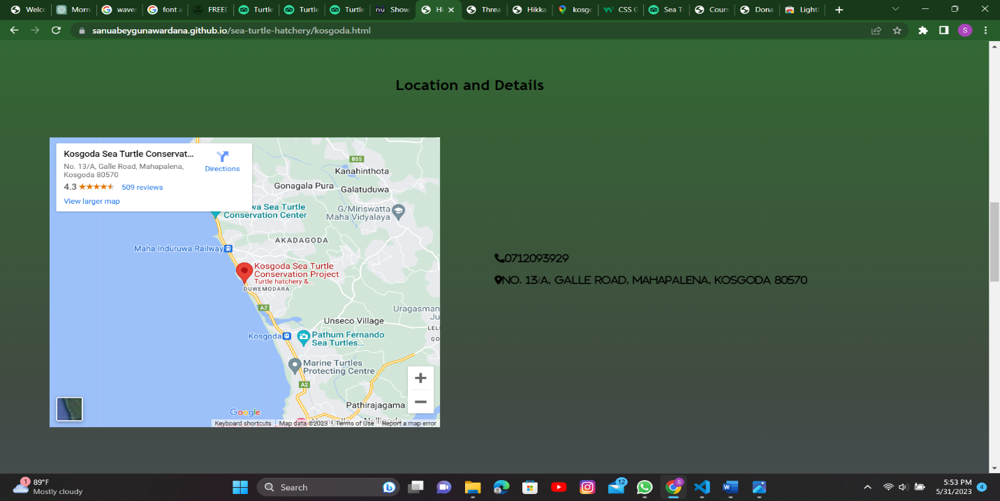 Welco
Morn
waves
font a
FREE
Turtle
Turtle
Turtle
Show
Hi
Threa
Hikka
kosgo
CSS G
Sea T
Cours
Dona
Light
sanuabeygunawardana.github.io/sea-turtle-hatchery/kosgoda.html
S
Location and Details
Kosgoda Sea Turtle Conservat...
Directions
No. 13/A, Galle Road, Mahapalena,
Kosgoda 80570
4.3 509 reviews
View larger map
B55
Kanahinthota
Gonagala Pura
Galatuduwa
wa Sea Turtle
Conservation Center
G/Miriswatta
Maha Vidyalaya
AKADAGODA
Maha Induruwa Railway
Kosgoda Sea Turtle
Conservation Project
Turtle hatchery &...
DUWEMODARA
A2
Uragasman
Ju
Unseco Village
LEL
GO
Kosgoda
Pathum Fernando
Sea Turtles...
Marine Turtles
Protecting Centre
A2
Pathirajagama
Google
Keyboard shortcuts
Map data ©2023
Terms of Use
Report a map error
0712093929
NO. 13/A, GALLE ROAD, MAHAPALENA, KOSGODA 80570
1
89°F
Mostly cloudy
Search
12
S
5:53 PM
5/31/2023
4